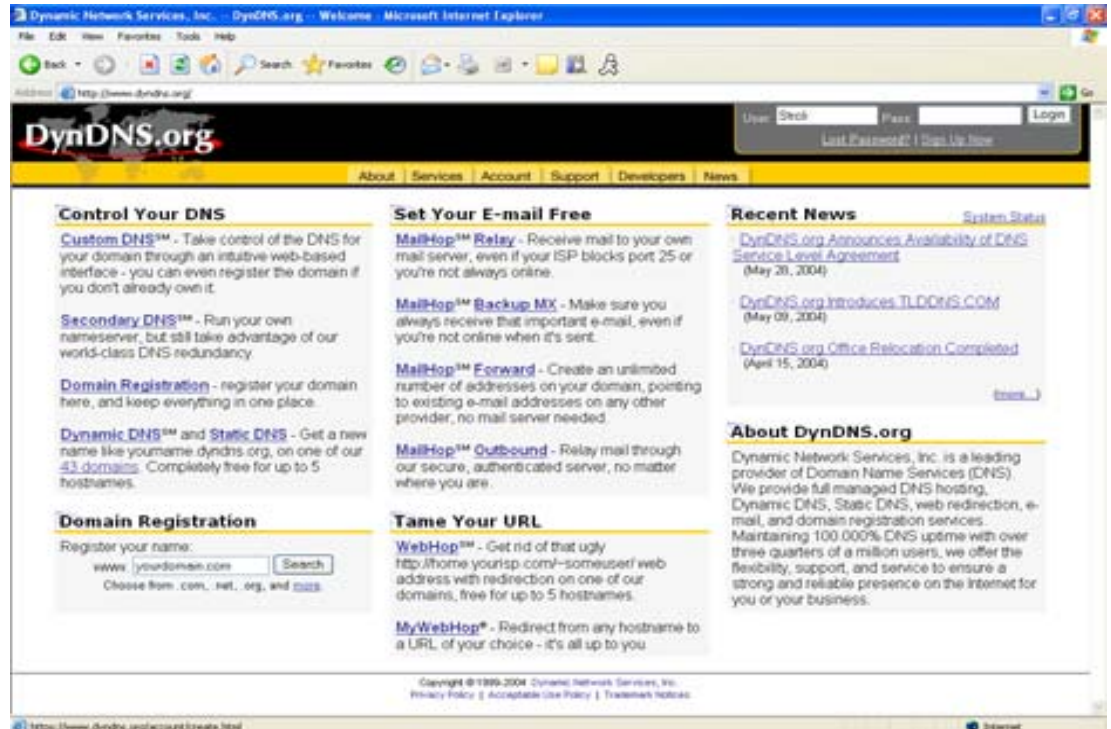 Dynamic Network Services, Inc. -- DynDNS.org -- Welcome - Microsoft Internet Explorer
File Edit View Favorites Tools Help
Back Search Favorites
Address http://www.dyndns.org/ Go
DynDNS.org
User: Pass: Login
Lost Password? | Sign Up Now
About Services Account Support Developers News
Control Your DNS
Custom DNS℠ - Take control of the DNS for
your domain through an intuitive web-based
interface - you can even register the domain if
you don't already own it.
Secondary DNS℠ - Run your own
nameserver, but still take advantage of our
world-class DNS redundancy.
Domain Registration - register your domain
here, and keep everything in one place.
Dynamic DNS℠ and Static DNS - Get a new
name like yourname.dyndns.org, on one of our
43 domains. Completely free for up to 5
hostnames.
Domain Registration
Register your name:
www. yourdomain.com Search
Choose from .com, .net, .org, and more.
Set Your E-mail Free
MailHop℠ Relay - Receive mail to your own
mail server, even if your ISP blocks port 25 or
you're not always online.
MailHop℠ Backup MX - Make sure you
always receive that important e-mail, even if
you're not online when it's sent.
MailHop℠ Forward - Create an unlimited
number of addresses on your domain, pointing
to existing e-mail addresses on any other
provider, no mail server needed.
MailHop℠ Outbound - Relay mail through
our secure, authenticated server, no matter
where you are.
Tame Your URL
WebHop℠ - Get rid of that ugly
http://home.yourisp.com/~someuser/ web
address with redirection on one of our
domains, free for up to 5 hostnames.
MyWebHop® - Redirect from any hostname to
a URL of your choice - it's all up to you
Recent News System Status
DynDNS.org Announces Availability of DNS
Service Level Agreement
(May 28, 2004)
DynDNS.org Introduces TLDDNS.COM
(May 09, 2004)
DynDNS.org Office Relocation Completed
(April 15, 2004)
(more...)
About DynDNS.org
Dynamic Network Services, Inc. is a leading
provider of Domain Name Services (DNS).
We provide full managed DNS hosting,
Dynamic DNS, Static DNS, web redirection, e-
mail, and domain registration services.
Maintaining 100.000% DNS uptime with over
three quarters of a million users, we offer the
flexibility, support, and service to ensure a
strong and reliable presence on the Internet for
you or your business.
Copyright © 1999-2004 Dynamic Network Services, Inc.
Privacy Policy | Acceptable Use Policy | Trademark Notices
https://www.dyndns.org/account/create.html Internet